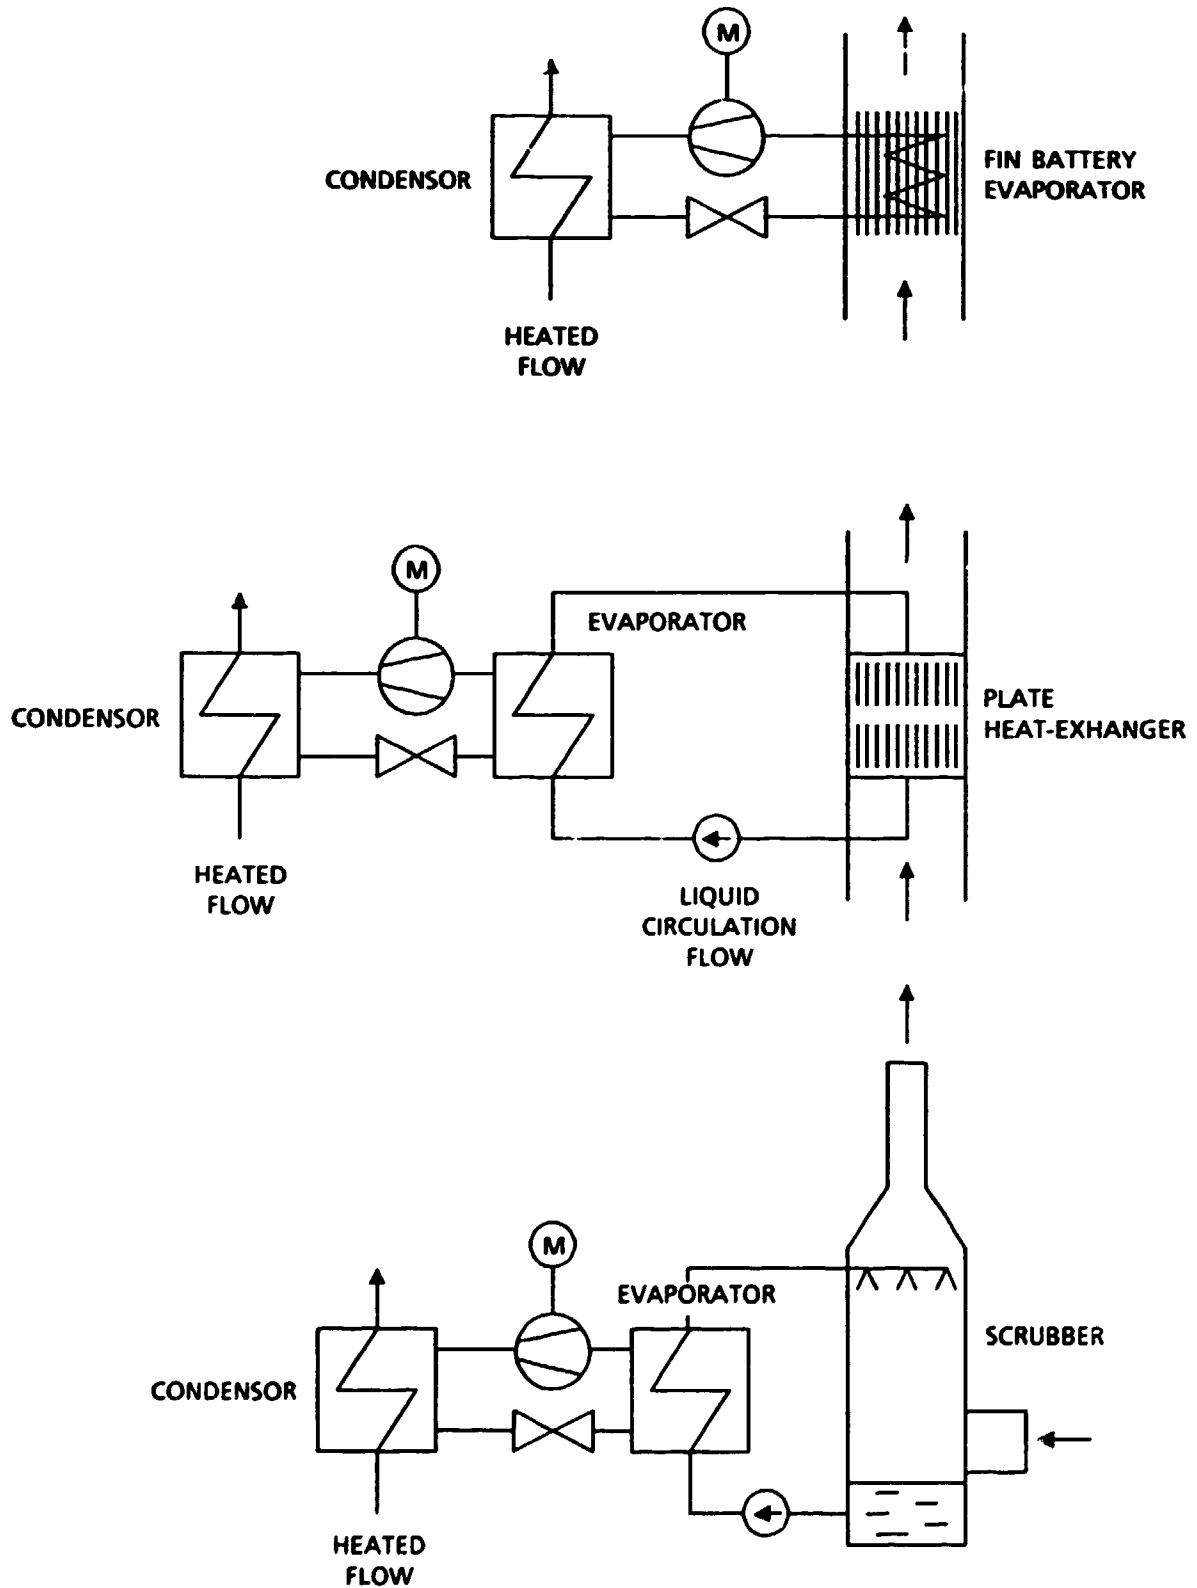 M
CONDENSOR
FIN BATTERY
EVAPORATOR
HEATED
FLOW
M
EVAPORATOR
CONDENSOR
PLATE
HEAT-EXHANGER
HEATED
FLOW
LIQUID
CIRCULATION
FLOW
M
EVAPORATOR
SCRUBBER
CONDENSOR
HEATED
FLOW